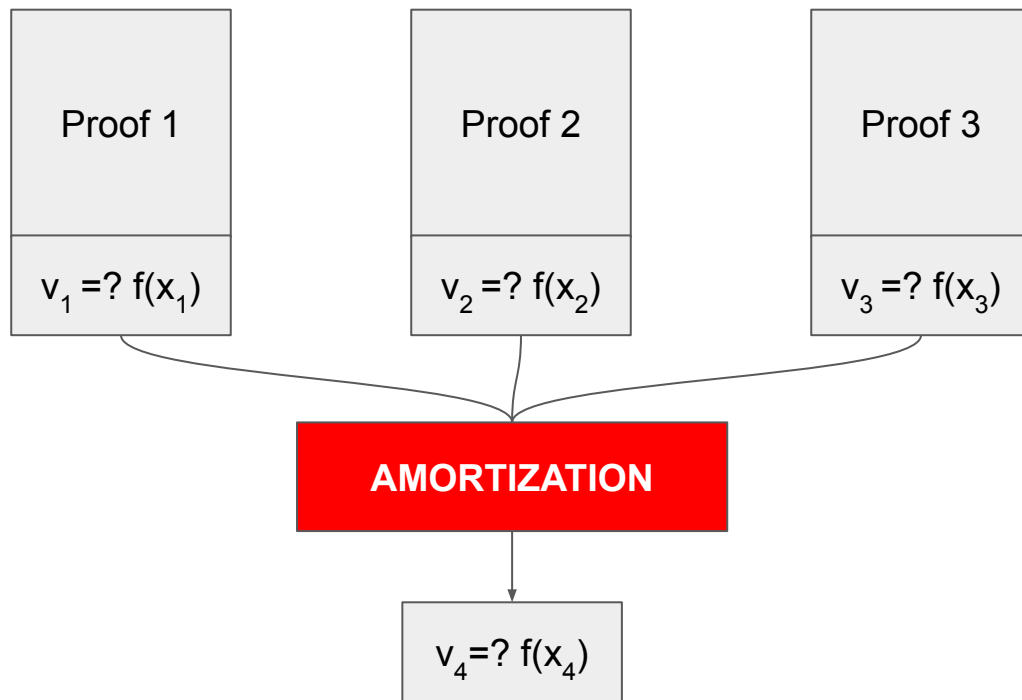 Proof 1
Proof 2
Proof 3
v₁ =? f(x₁)
v₂ =? f(x₂)
v₃ =? f(x₃)
AMORTIZATION
v₄=? f(x₄)